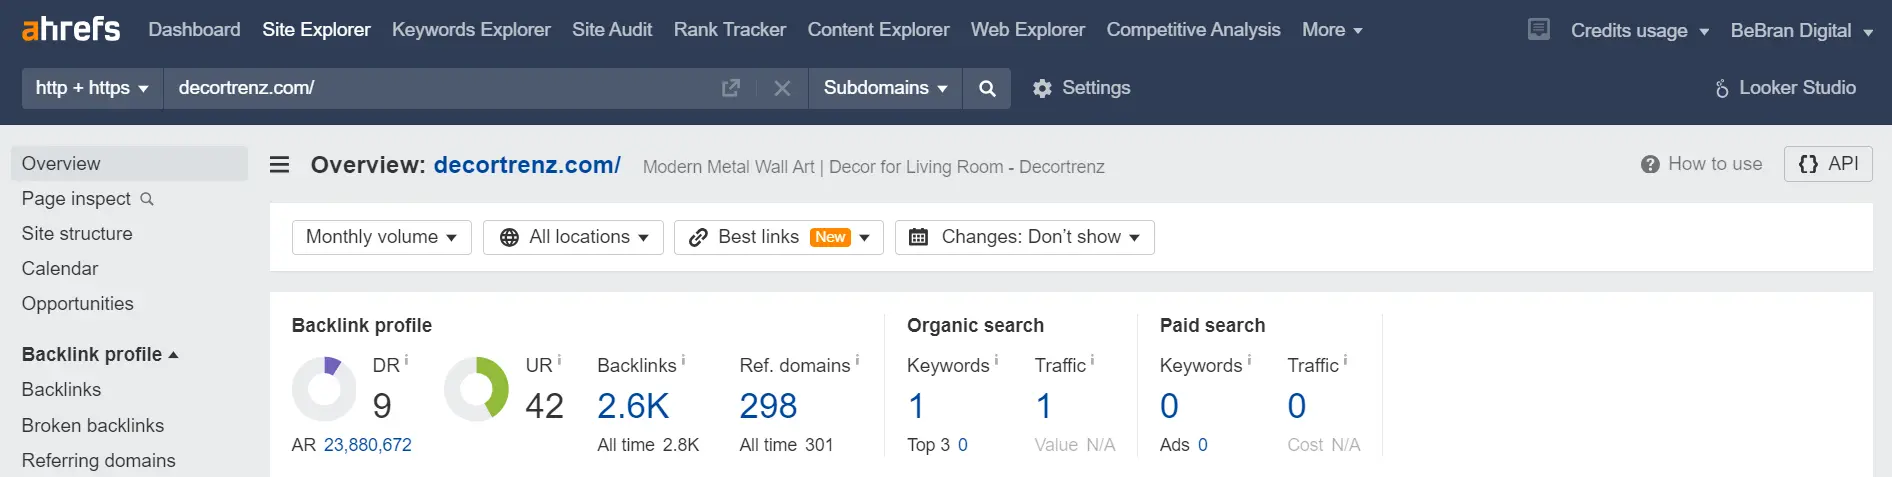 ahrefs Dashboard Site Explorer Keywords Explorer Site Audit Rank Tracker Content Explorer Web Explorer Competitive Analysis More Credits usage BeBran Digital
http + https decortrenz.com/ Subdomains Settings Looker Studio
Overview
Page inspect
Site structure
Calendar
Opportunities
Backlink profile
Backlinks
Broken backlinks
Referring domains
Overview: decortrenz.com/ Modern Metal Wall Art | Decor for Living Room - Decortrenz How to use {} API
Monthly volume All locations Best links New Changes: Don't show
Backlink profile
DR i UR i Backlinks i Ref. domains i
9 42 2.6K 298
AR 23,880,672 All time 2.8K All time 301
Organic search
Keywords i Traffic i
1 1
Top 3 0 Value N/A
Paid search
Keywords i Traffic i
0 0
Ads 0 Cost N/A